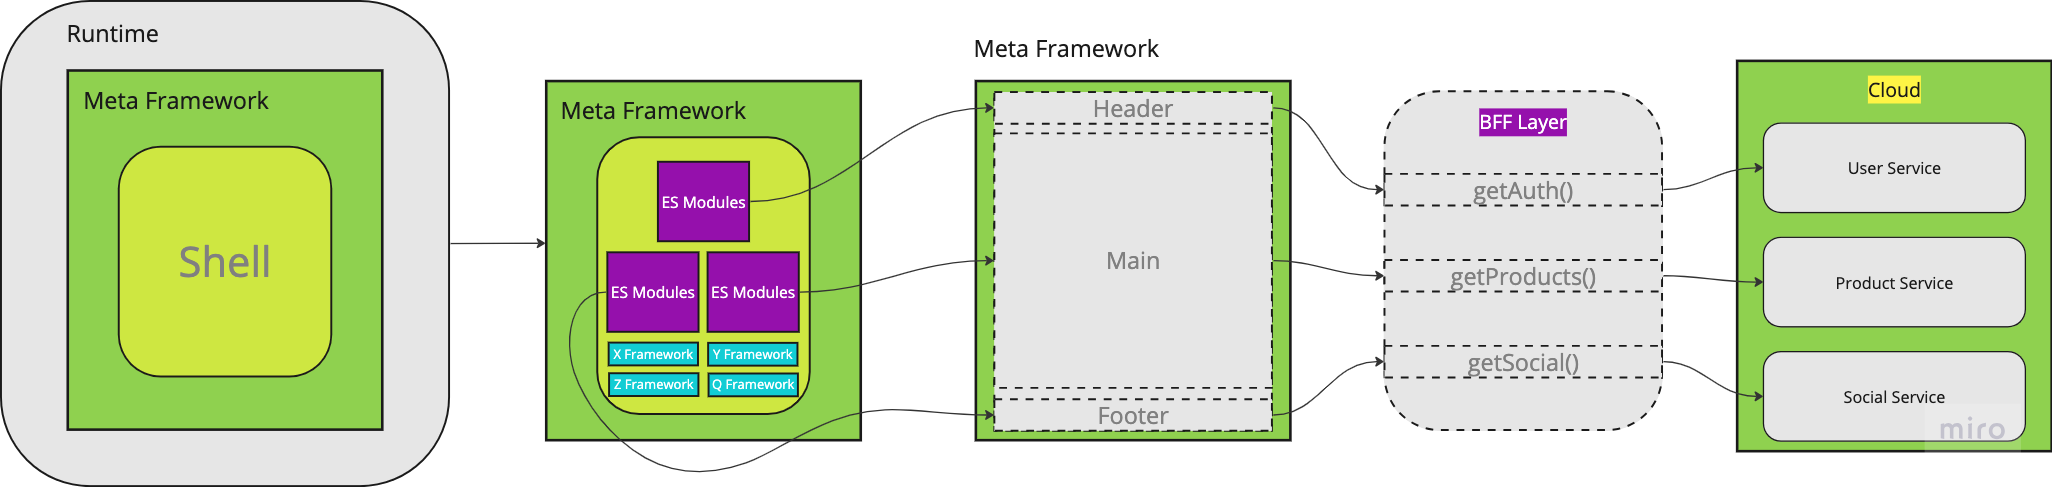 Runtime
Meta Framework
Shell
Meta Framework
ES Modules
ES Modules
ES Modules
X Framework
Y Framework
Z Framework
Q Framework
Meta Framework
Header
Main
Footer
BFF Layer
getAuth()
getProducts()
getSocial()
Cloud
User Service
Product Service
Social Service
miro